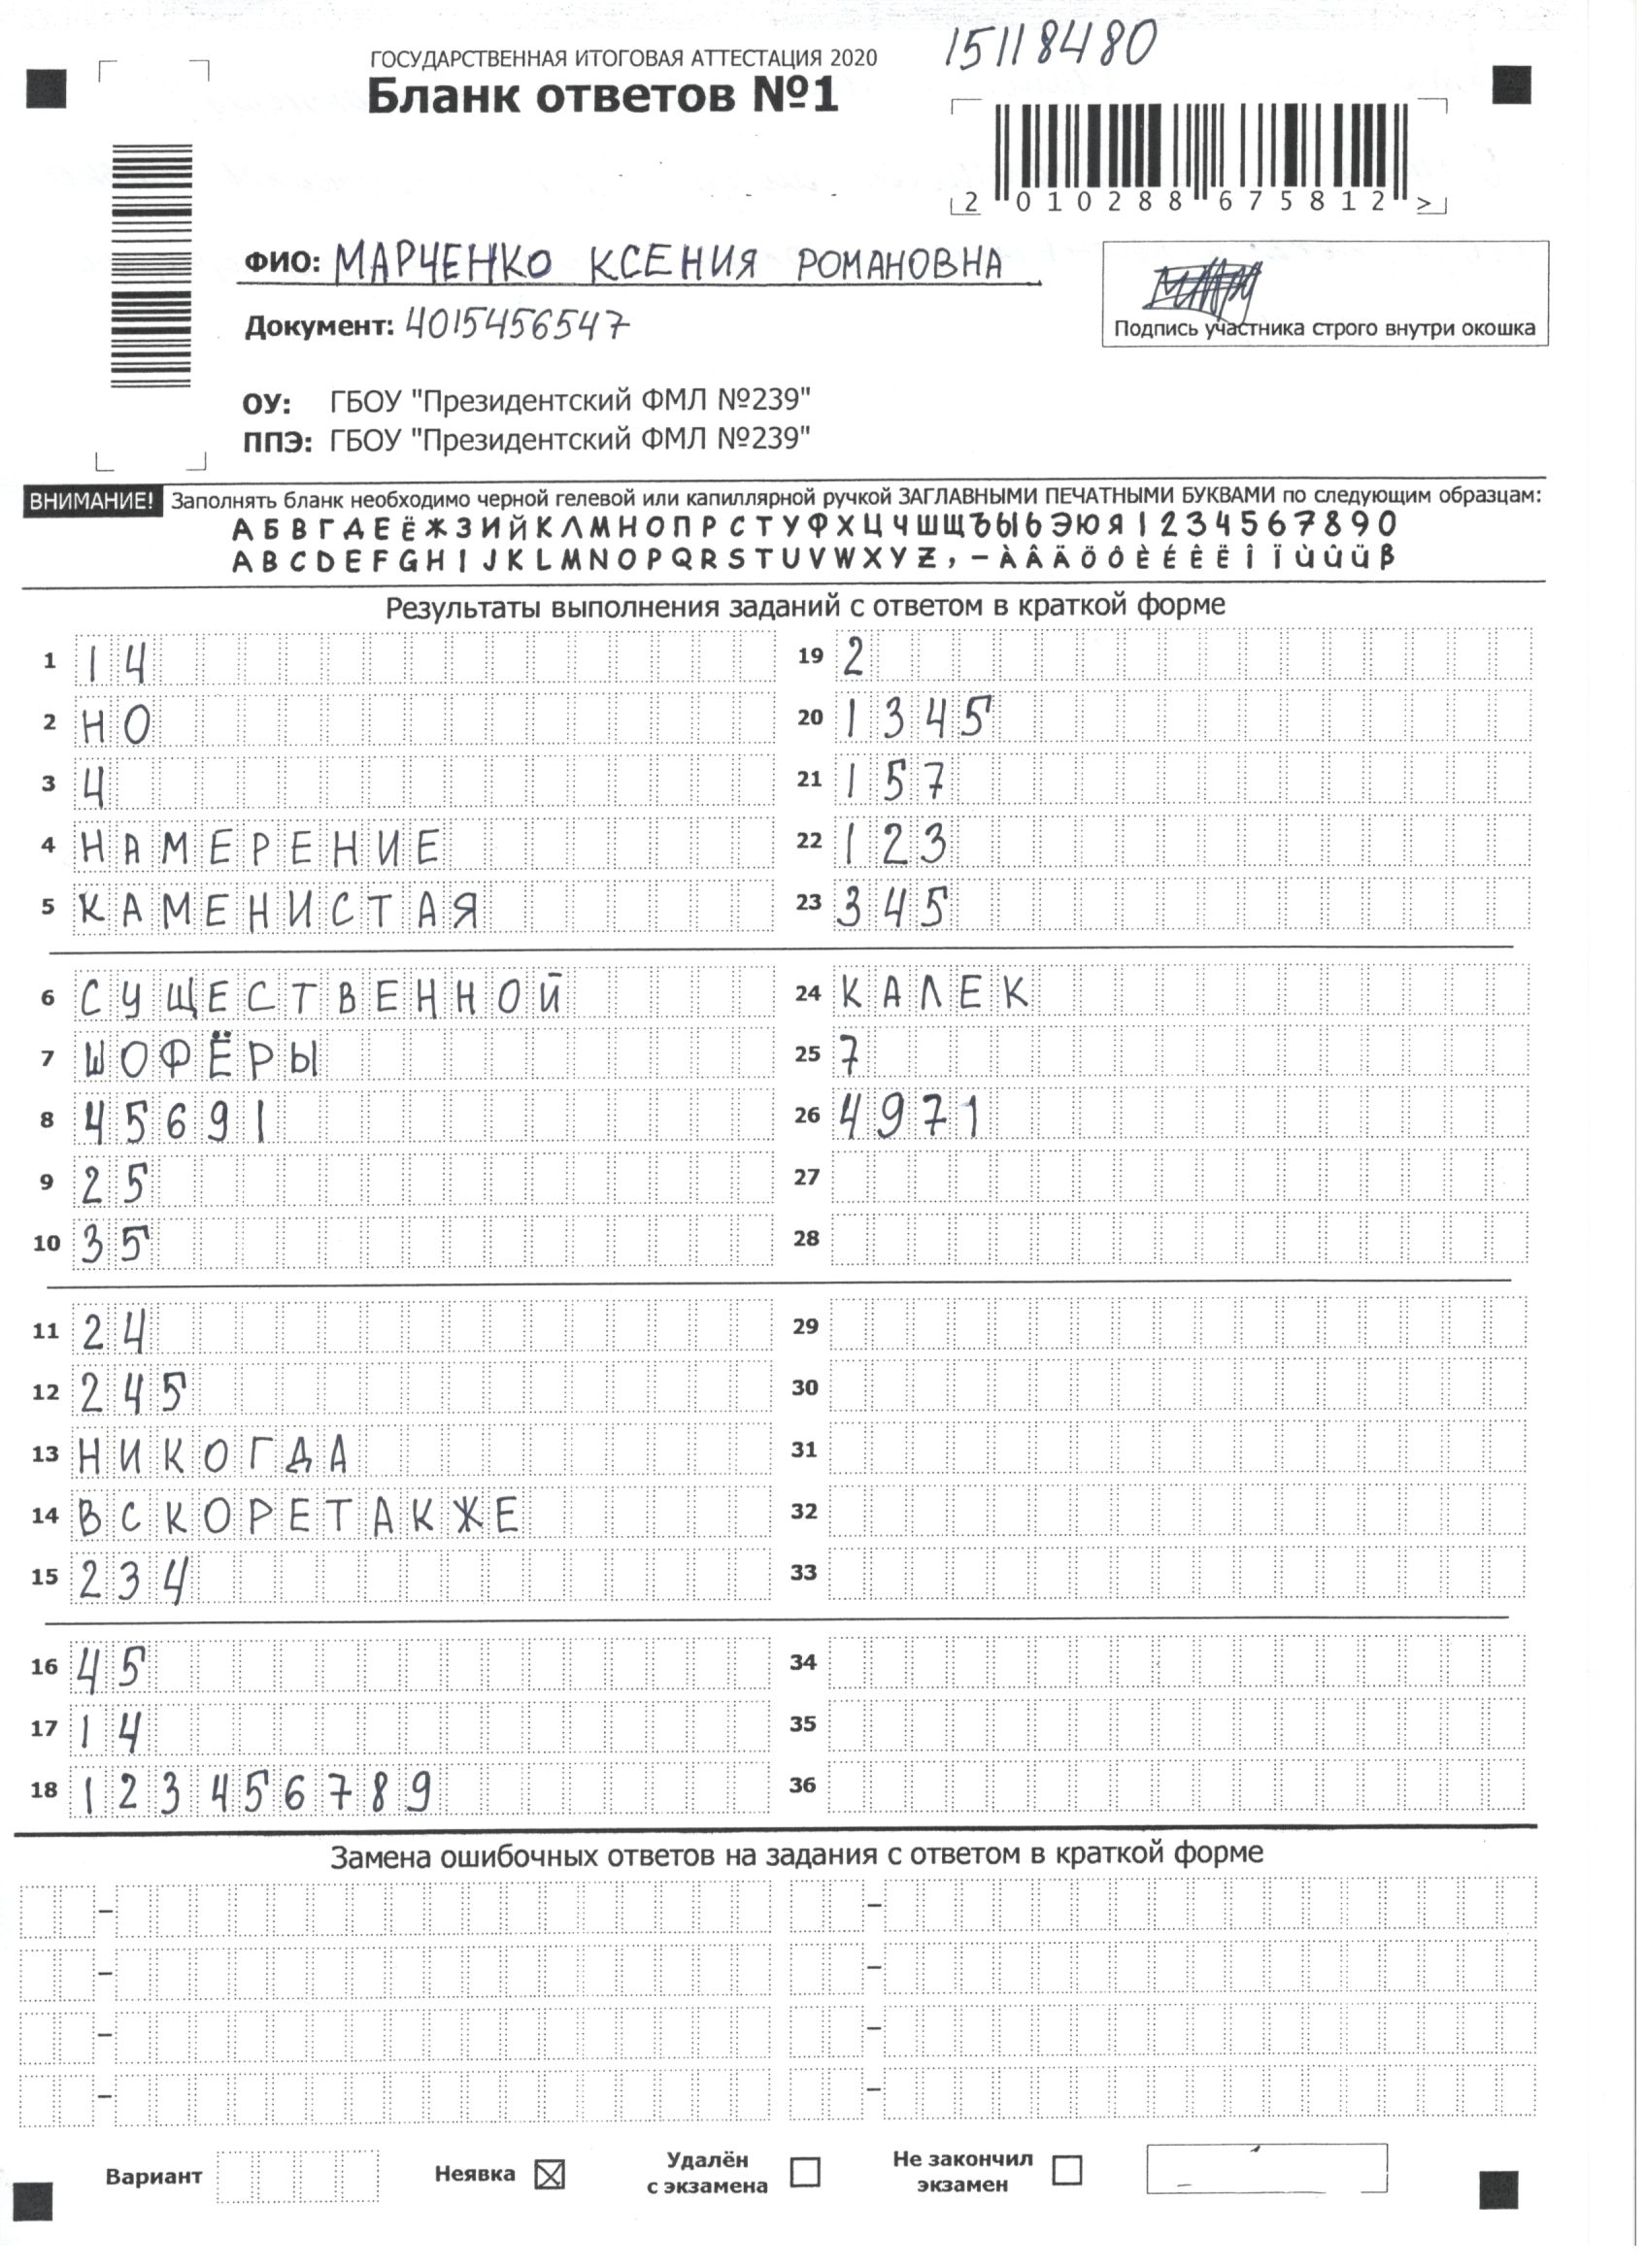 15118480
ГОСУДАРСТВЕННАЯ ИТОГОВАЯ АТТЕСТАЦИЯ 2020
Бланк ответов №1
2 010288 675812 >
ФИО: МАРЧЕНКО КСЕНИЯ РОМАНОВНА
Документ: 4015456547
Подпись участника строго внутри окошка
ОУ: ГБОУ "Президентский ФМЛ №239"
ППЭ: ГБОУ "Президентский ФМЛ №239"
ВНИМАНИЕ! Заполнять бланк необходимо черной гелевой или капиллярной ручкой ЗАГЛАВНЫМИ ПЕЧАТНЫМИ БУКВАМИ по следующим образцам:
А Б В Г Д Е Ё Ж З И Й К Л М Н О П Р С Т У Ф Х Ц Ч Ш Щ Ъ Ы Ь Э Ю Я 1 2 3 4 5 6 7 8 9 0
A B C D E F G H I J K L M N O P Q R S T U V W X Y Z , - À Â Ä Ö Ô È É Ê Ë Î Ï Ù Û Ü β
Результаты выполнения заданий с ответом в краткой форме
1 14
2 НО
3 4
4 НАМЕРЕНИЕ
5 КАМЕНИСТАЯ
6 СУЩЕСТВЕННОЙ
7 ШОФЁРЫ
8 45691
9 25
10 35
11 24
12 245
13 НИКОГДА
14 ВСКОРЕТАКЖЕ
15 234
16 45
17 14
18 123456789
19 2
20 1345
21 157
22 123
23 345
24 КАЛЕК
25 7
26 4971
27
28
29
30
31
32
33
34
35
36
Замена ошибочных ответов на задания с ответом в краткой форме
Вариант
Неявка
Удалён
с экзамена
Не закончил
экзамен